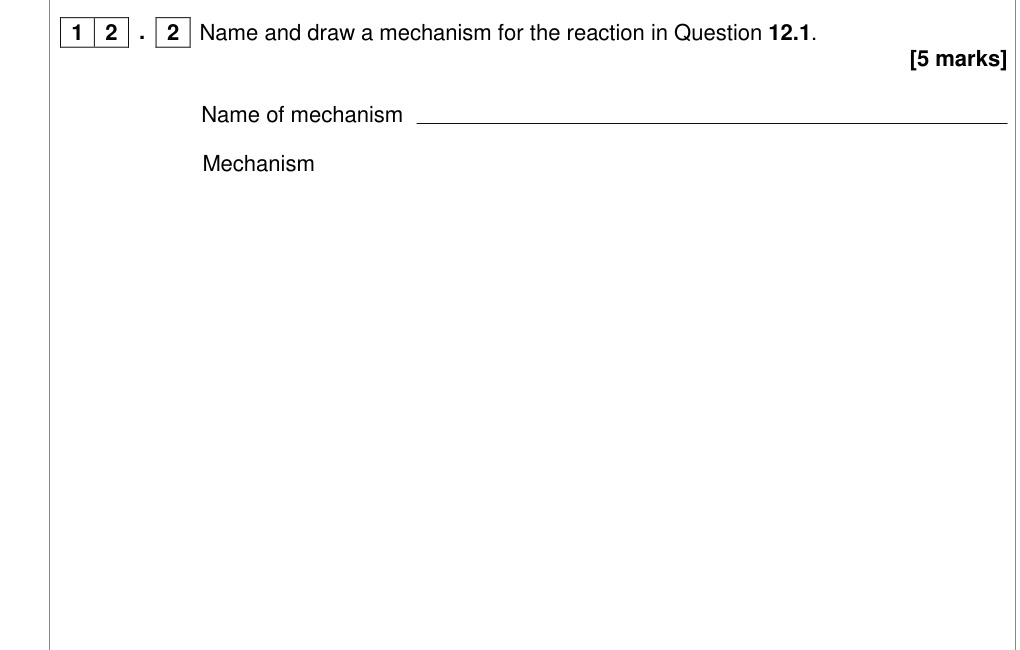 1 2 . 2 Name and draw a mechanism for the reaction in Question 12.1.
[5 marks]
Name of mechanism
Mechanism